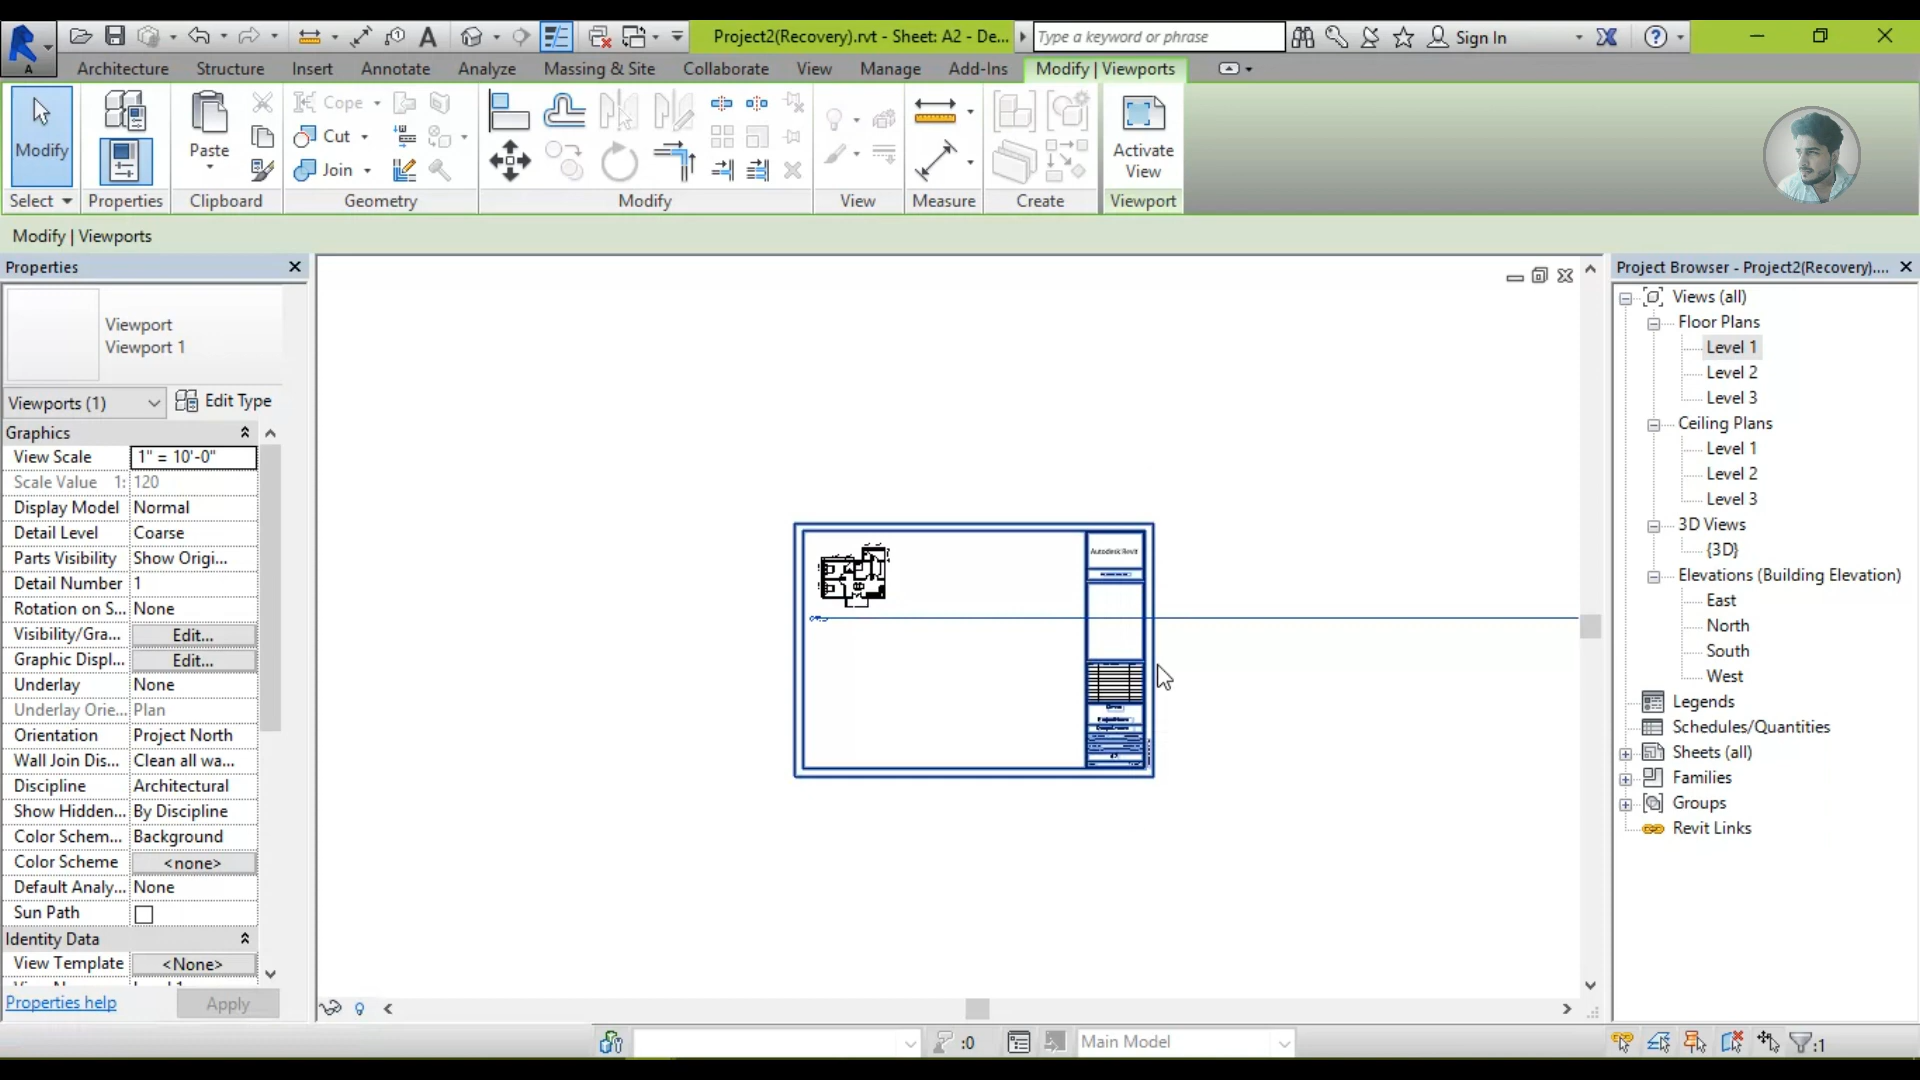 Project2(Recovery).rvt - Sheet: A2 - De...
Type a keyword or phrase
Sign In
A
Architecture
Structure
Insert
Annotate
Analyze
Massing & Site
Collaborate
View
Manage
Add-Ins
Modify | Viewports
Modify
Paste
Cope
Cut
Join
Activate
View
Select
Properties
Clipboard
Geometry
Modify
View
Measure
Create
Viewport
Modify | Viewports
Properties
Viewport
Viewport 1
Viewports (1)
Edit Type
Graphics
View Scale 1" = 10'-0"
Scale Value 1: 120
Display Model Normal
Detail Level Coarse
Parts Visibility Show Origi...
Detail Number 1
Rotation on S... None
Visibility/Gra... Edit...
Graphic Displ... Edit...
Underlay None
Underlay Orie... Plan
Orientation Project North
Wall Join Dis... Clean all wa...
Discipline Architectural
Show Hidden... By Discipline
Color Schem... Background
Color Scheme <none>
Default Analy... None
Sun Path
Identity Data
View Template <None>
Properties help
Apply
Autodesk Revit
Project Browser - Project2(Recovery)....
Views (all)
Floor Plans
Level 1
Level 2
Level 3
Ceiling Plans
Level 1
Level 2
Level 3
3D Views
{3D}
Elevations (Building Elevation)
East
North
South
West
Legends
Schedules/Quantities
Sheets (all)
Families
Groups
Revit Links
:0
Main Model
:1